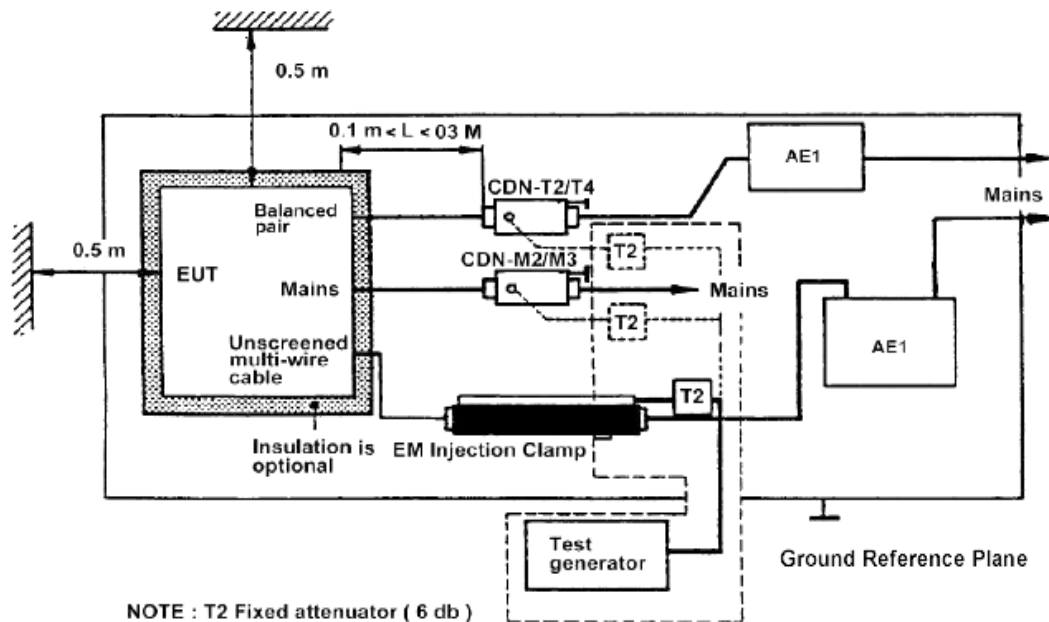 0.5 m
0.1 m < L < 03 M
AE1
CDN-T2/T4
Balanced
pair
Mains
T2
0.5 m
EUT
CDN-M2/M3
Mains
Mains
T2
AE1
Unscreened
multi-wire
cable
T2
Insulation is
optional
EM Injection Clamp
Test
generator
Ground Reference Plane
NOTE : T2 Fixed attenuator ( 6 db )